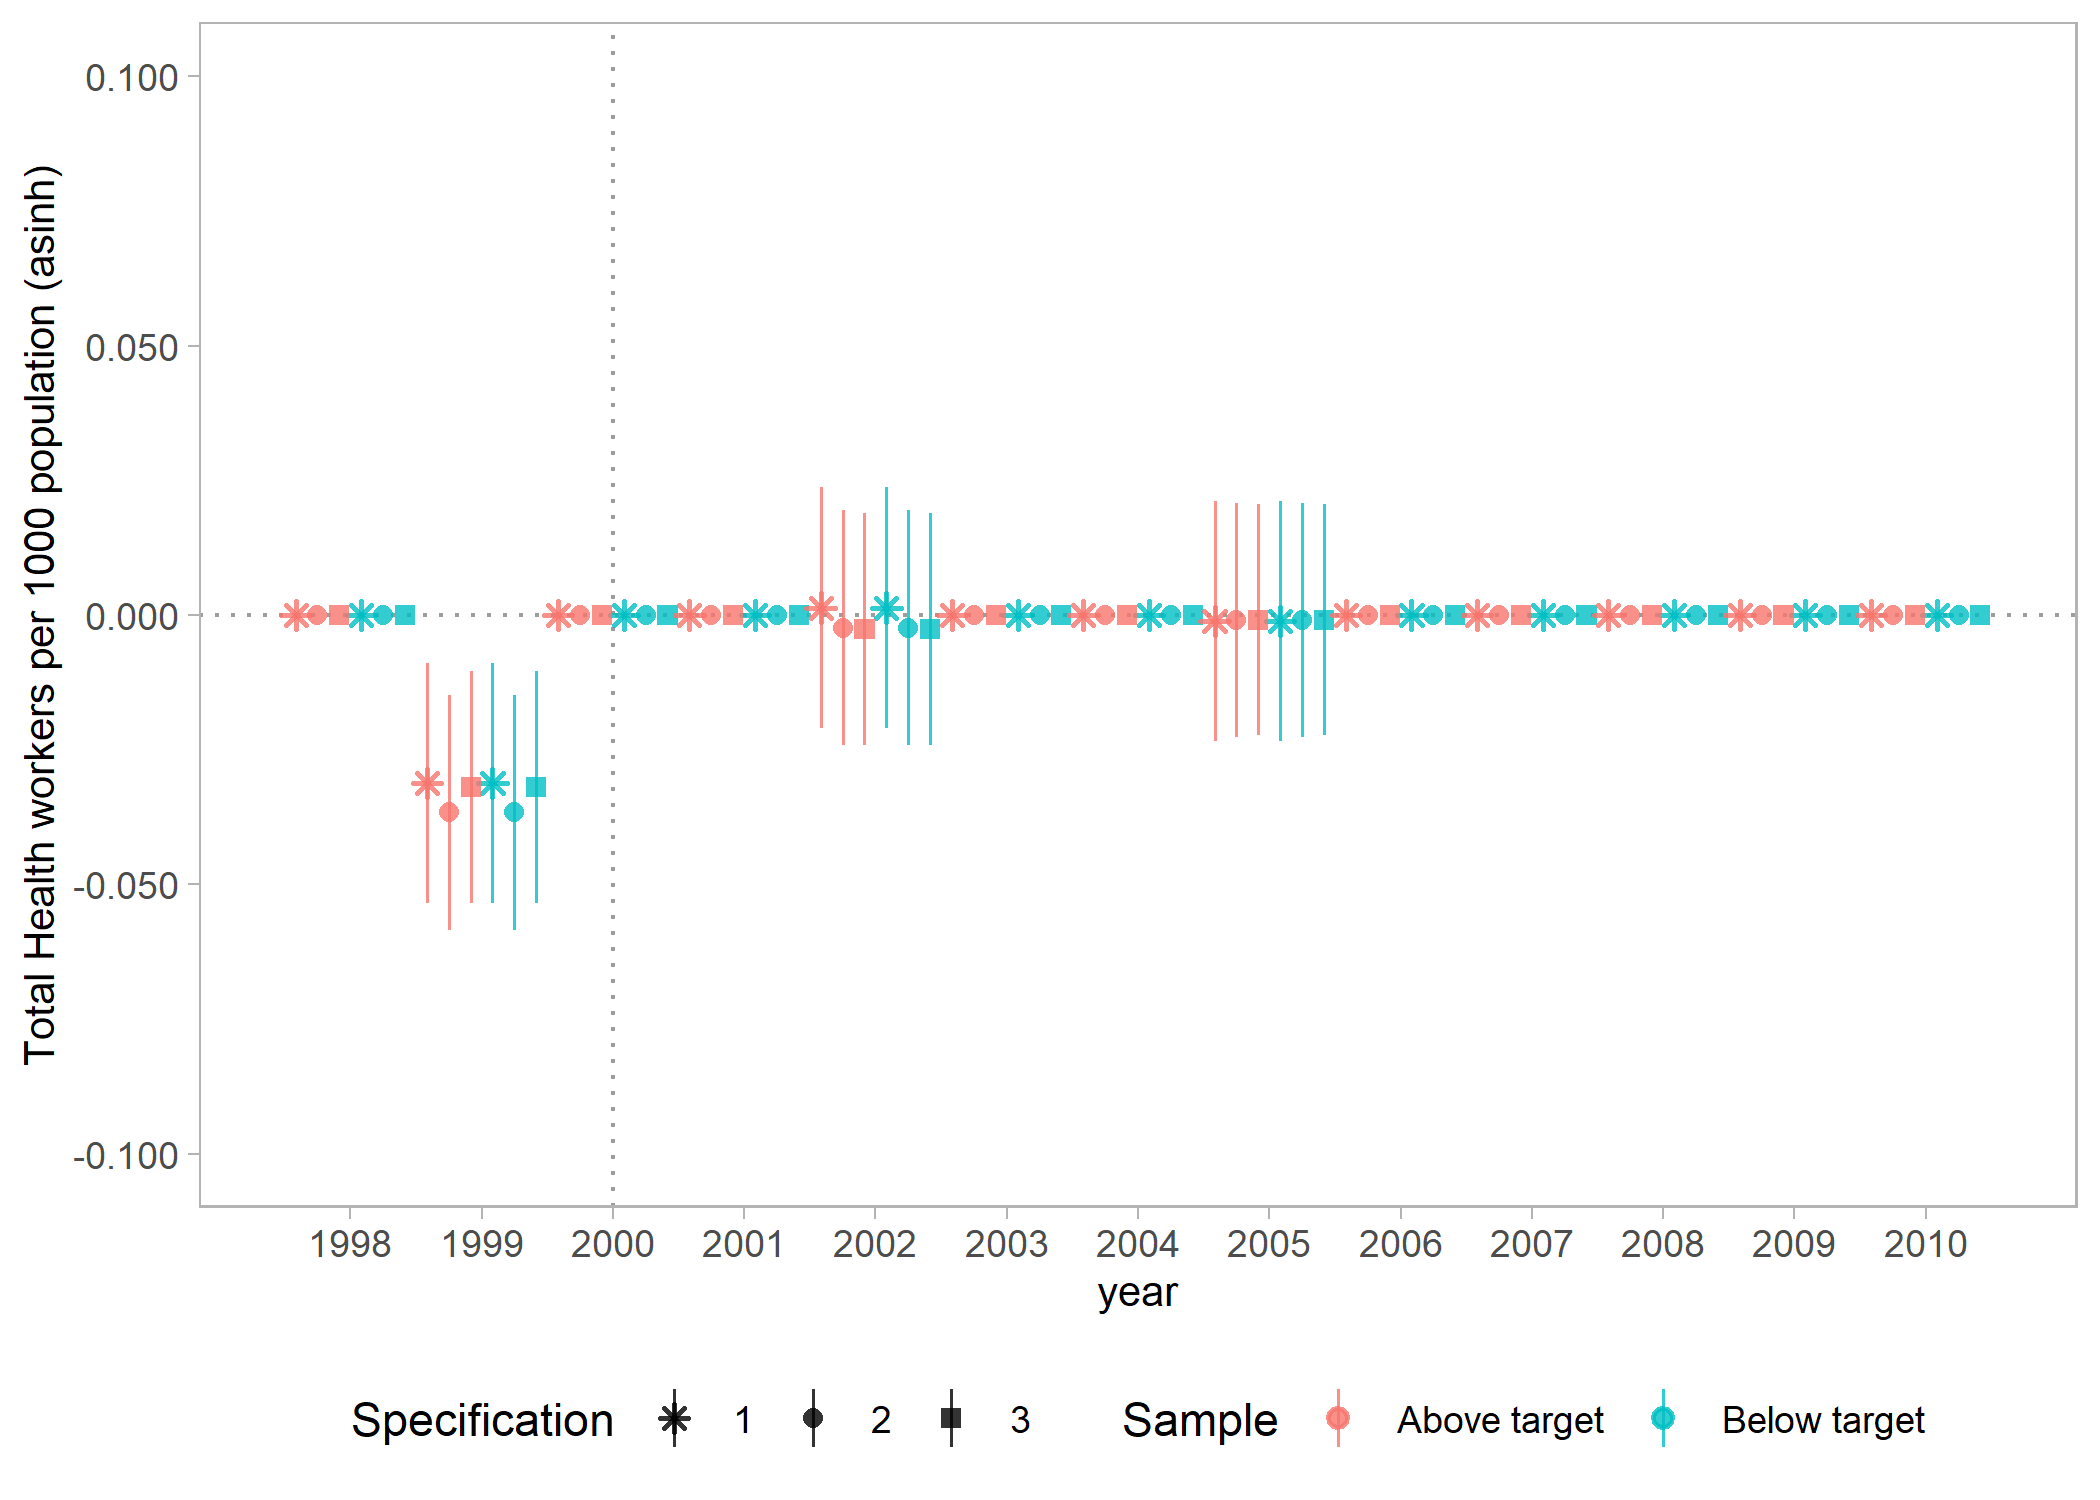 Total Health workers per 1000 population (asinh)
0.100
0.050
0.000
-0.050
-0.100
1998 1999 2000 2001 2002 2003 2004 2005 2006 2007 2008 2009 2010
year
Specification 1 2 3 Sample Above target Below target